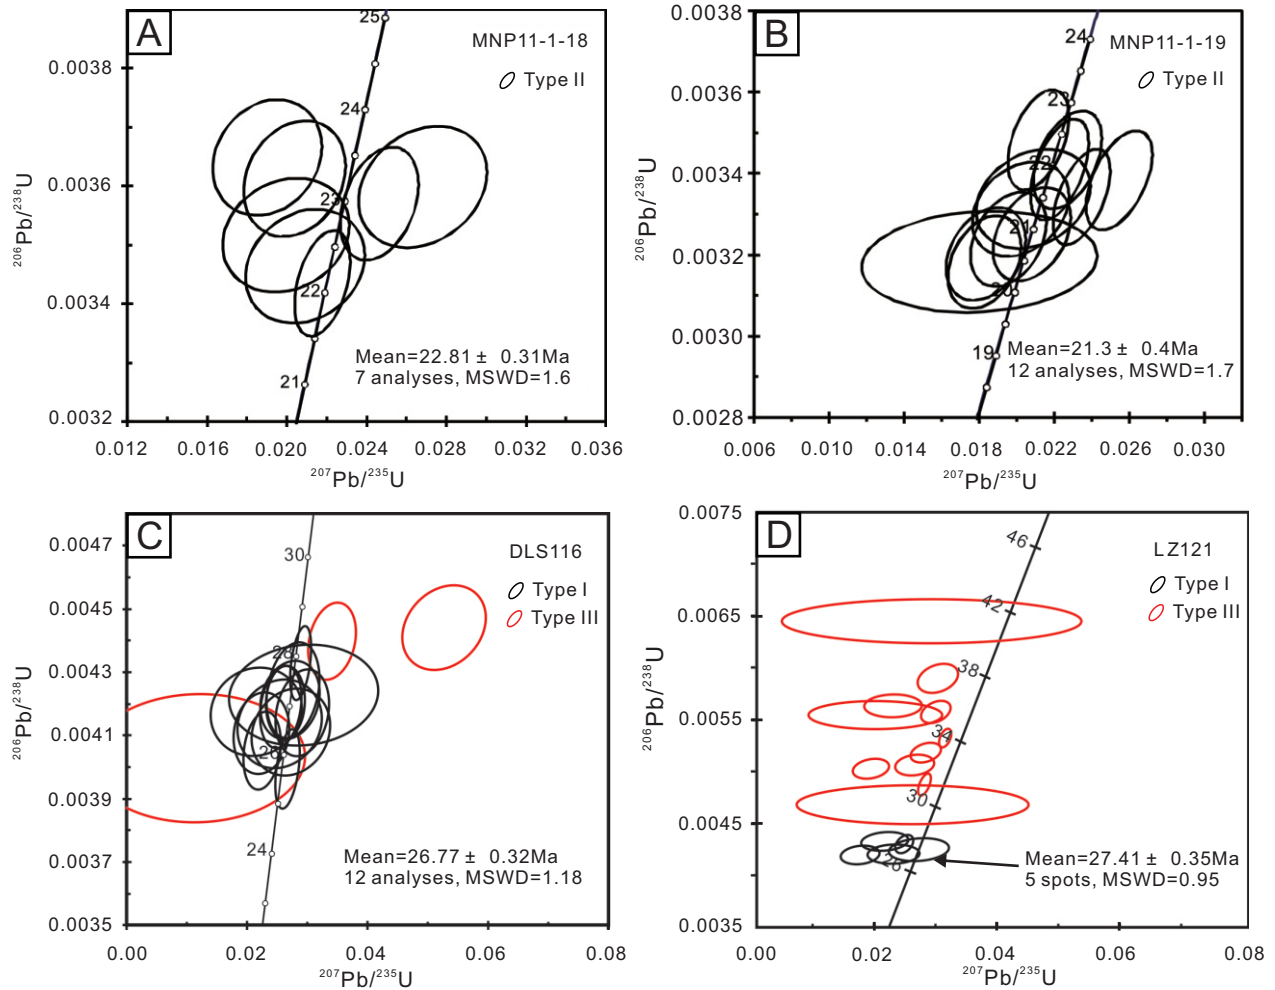 A
MNP11-1-18
Type II
25
24
23
22
21
0.0038
0.0036
0.0034
0.0032
²⁰⁶Pb/²³⁸U
Mean=22.81 ± 0.31Ma
7 analyses, MSWD=1.6
0.012 0.016 0.020 0.024 0.028 0.032 0.036
²⁰⁷Pb/²³⁵U
B
MNP11-1-19
Type II
24
23
22
21
20
19
0.0038
0.0036
0.0034
0.0032
0.0030
0.0028
²⁰⁶Pb/²³⁸U
Mean=21.3 ± 0.4Ma
12 analyses, MSWD=1.7
0.006 0.010 0.014 0.018 0.022 0.026 0.030
²⁰⁷Pb/²³⁵U
C
DLS116
Type I
Type III
30
28
26
24
0.0047
0.0045
0.0043
0.0041
0.0039
0.0037
0.0035
²⁰⁶Pb/²³⁸U
Mean=26.77 ± 0.32Ma
12 analyses, MSWD=1.18
0.00 0.02 0.04 0.06 0.08
²⁰⁷Pb/²³⁵U
D
LZ121
Type I
Type III
46
42
38
34
30
26
0.0075
0.0065
0.0055
0.0045
0.0035
²⁰⁶Pb/²³⁸U
Mean=27.41 ± 0.35Ma
5 spots, MSWD=0.95
0.00 0.02 0.04 0.06 0.08
²⁰⁷Pb/²³⁵U